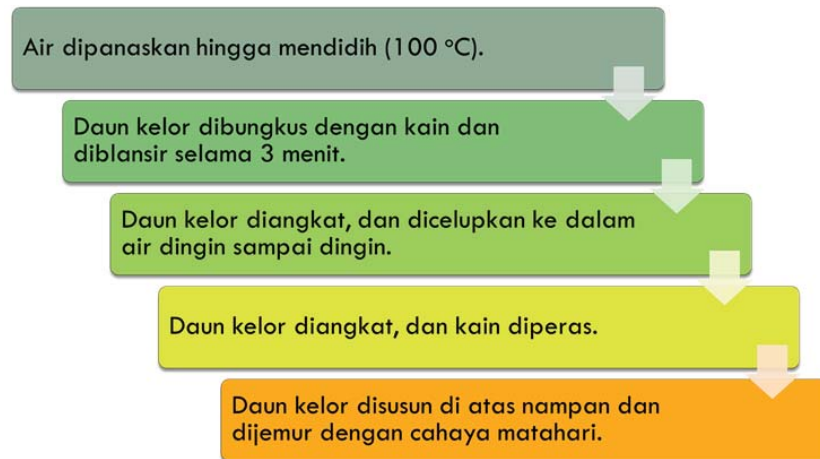 Air dipanaskan hingga mendidih (100 °C).
Daun kelor dibungkus dengan kain dan
diblansir selama 3 menit.
Daun kelor diangkat, dan dicelupkan ke dalam
air dingin sampai dingin.
Daun kelor diangkat, dan kain diperas.
Daun kelor disusun di atas nampan dan
dijemur dengan cahaya matahari.